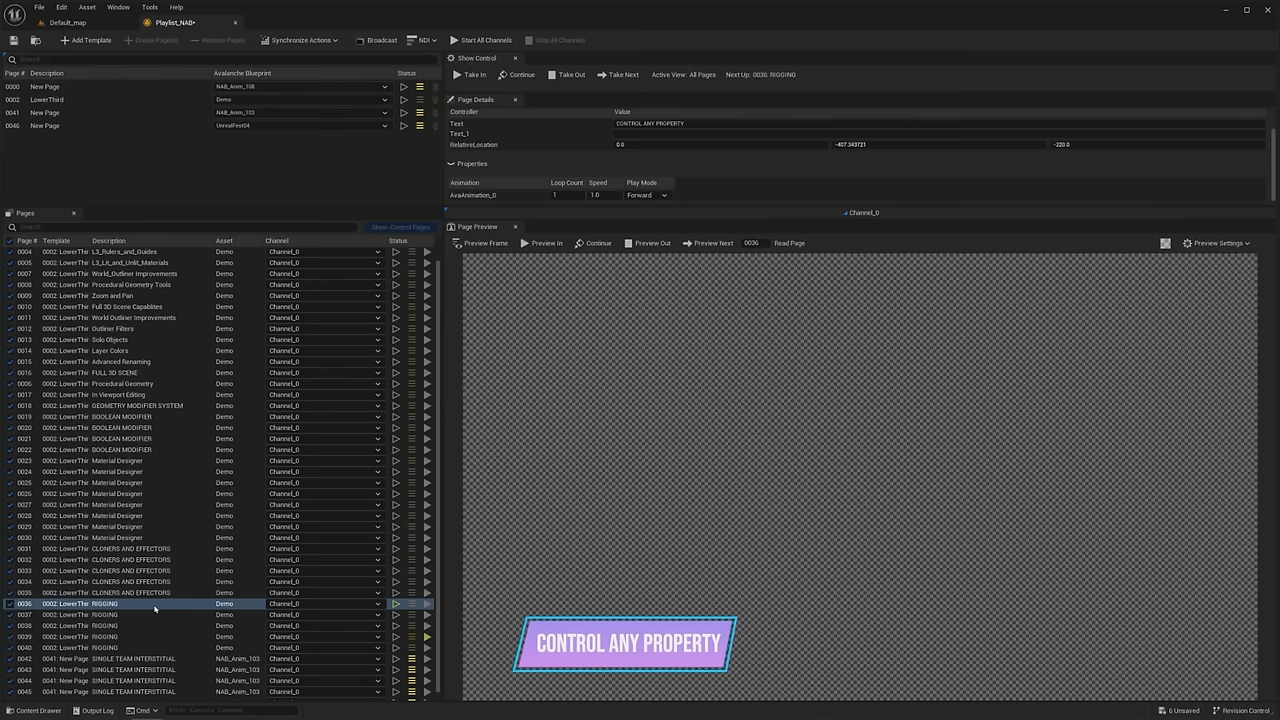 File Edit Asset Window Tools Help
Default_map Playlist_NAB*
Add Template Create Page(s) Remove Pages Synchronize Actions Broadcast NDI Start All Channels Stop All Channels
Search
Page # Description Avalanche Blueprint Status
0000 New Page NAB_Anim_108
0002 LowerThird Demo
0041 New Page NAB_Anim_103
0046 New Page UnrealFest04
Show Control
Take In Continue Take Out Take Next Active View: All Pages Next Up: 0036: RIGGING
Page Details
Controller Value
Text CONTROL ANY PROPERTY
Text_1
RelativeLocation 0.0 -407.343721 -220.0
Properties
Animation Loop Count Speed Play Mode
AvaAnimation_0 1 1.0 Forward
Channel_0
Pages
Search Show-Control Pages
Page # Template Description Asset Channel Status
0004 0002: LowerThir L3_Rulers_and_Guides Demo Channel_0
0005 0002: LowerThir L3_Lit_and_Unlit_Materials Demo Channel_0
0007 0002: LowerThir World_Outliner Improvements Demo Channel_0
0008 0002: LowerThir Procedural Geometry Tools Demo Channel_0
0009 0002: LowerThir Zoom and Pan Demo Channel_0
0010 0002: LowerThir Full 3D Scene Capablites Demo Channel_0
0011 0002: LowerThir World Outliner Improvements Demo Channel_0
0012 0002: LowerThir Outliner Filters Demo Channel_0
0013 0002: LowerThir Solo Objects Demo Channel_0
0014 0002: LowerThir Layer Colors Demo Channel_0
0015 0002: LowerThir Advanced Renaming Demo Channel_0
0016 0002: LowerThir FULL 3D SCENE Demo Channel_0
0006 0002: LowerThir Procedural Geometry Demo Channel_0
0017 0002: LowerThir In Viewport Editing Demo Channel_0
0018 0002: LowerThir GEOMETRY MODIFIER SYSTEM Demo Channel_0
0019 0002: LowerThir BOOLEAN MODIFIER Demo Channel_0
0020 0002: LowerThir BOOLEAN MODIFIER Demo Channel_0
0021 0002: LowerThir BOOLEAN MODIFIER Demo Channel_0
0022 0002: LowerThir BOOLEAN MODIFIER Demo Channel_0
0023 0002: LowerThir Material Designer Demo Channel_0
0024 0002: LowerThir Material Designer Demo Channel_0
0025 0002: LowerThir Material Designer Demo Channel_0
0026 0002: LowerThir Material Designer Demo Channel_0
0027 0002: LowerThir Material Designer Demo Channel_0
0028 0002: LowerThir Material Designer Demo Channel_0
0029 0002: LowerThir Material Designer Demo Channel_0
0030 0002: LowerThir Material Designer Demo Channel_0
0031 0002: LowerThir CLONERS AND EFFECTORS Demo Channel_0
0032 0002: LowerThir CLONERS AND EFFECTORS Demo Channel_0
0033 0002: LowerThir CLONERS AND EFFECTORS Demo Channel_0
0034 0002: LowerThir CLONERS AND EFFECTORS Demo Channel_0
0035 0002: LowerThir CLONERS AND EFFECTORS Demo Channel_0
0036 0002: LowerThir RIGGING Demo Channel_0
0037 0002: LowerThir RIGGING Demo Channel_0
0038 0002: LowerThir RIGGING Demo Channel_0
0039 0002: LowerThir RIGGING Demo Channel_0
0040 0002: LowerThir RIGGING Demo Channel_0
0042 0041: New Page SINGLE TEAM INTERSTITIAL NAB_Anim_103 Channel_0
0043 0041: New Page SINGLE TEAM INTERSTITIAL NAB_Anim_103 Channel_0
0044 0041: New Page SINGLE TEAM INTERSTITIAL NAB_Anim_103 Channel_0
0045 0041: New Page SINGLE TEAM INTERSTITIAL NAB_Anim_103 Channel_0
Page Preview
Preview Frame Preview In Continue Preview Out Preview Next 0036 Read Page Preview Settings
CONTROL ANY PROPERTY
Content Drawer Output Log Cmd Enter Console Command 6 Unsaved Revision Control